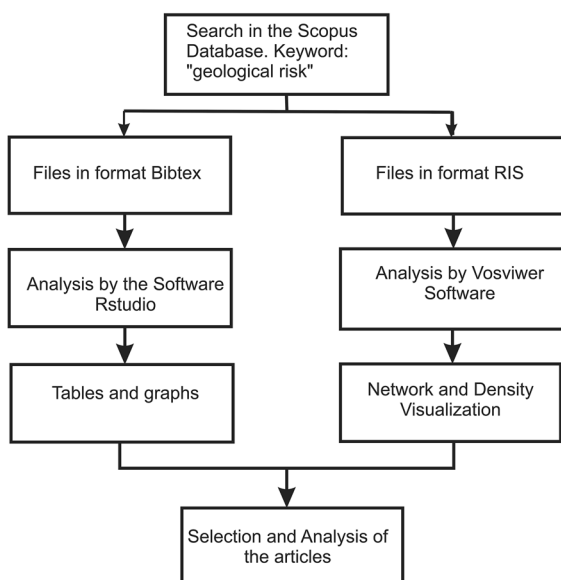 Search in the Scopus
Database. Keyword:
"geological risk"
Files in format Bibtex
Files in format RIS
Analysis by the Software
Rstudio
Analysis by Vosviwer
Software
Tables and graphs
Network and Density
Visualization
Selection and Analysis of
the articles